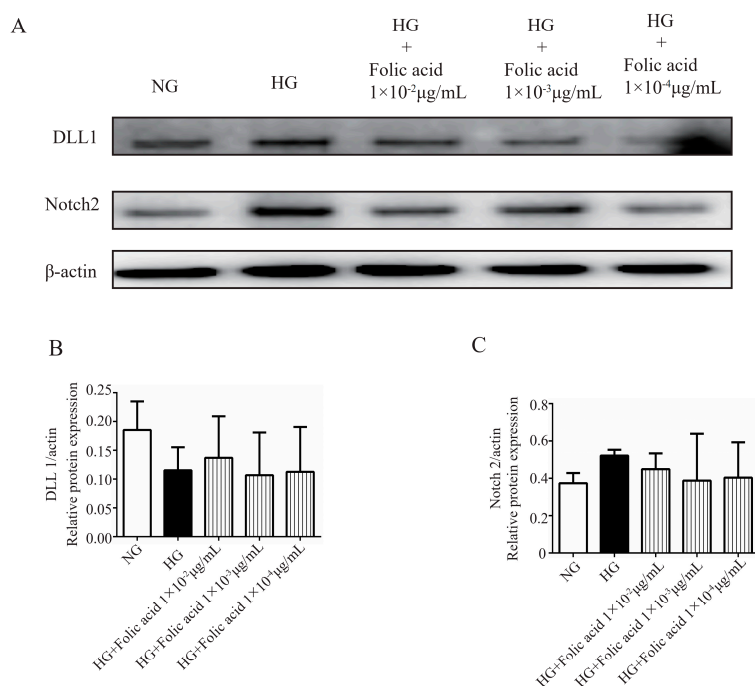 A
NG
HG
HG
+
Folic acid
1×10⁻²μg/mL
HG
+
Folic acid
1×10⁻³μg/mL
HG
+
Folic acid
1×10⁻⁴μg/mL
DLL1
Notch2
β-actin
B
DLL 1/actin
Relative protein expression
0.25
0.20
0.15
0.10
0.05
0.00
NG
HG
HG+Folic acid 1×10⁻²μg/mL
HG+Folic acid 1×10⁻³μg/mL
HG+Folic acid 1×10⁻⁴μg/mL
C
Notch 2/actin
Relative protein expression
0.8
0.6
0.4
0.2
0
NG
HG
HG+Folic acid 1×10⁻²μg/mL
HG+Folic acid 1×10⁻³μg/mL
HG+Folic acid 1×10⁻⁴μg/mL